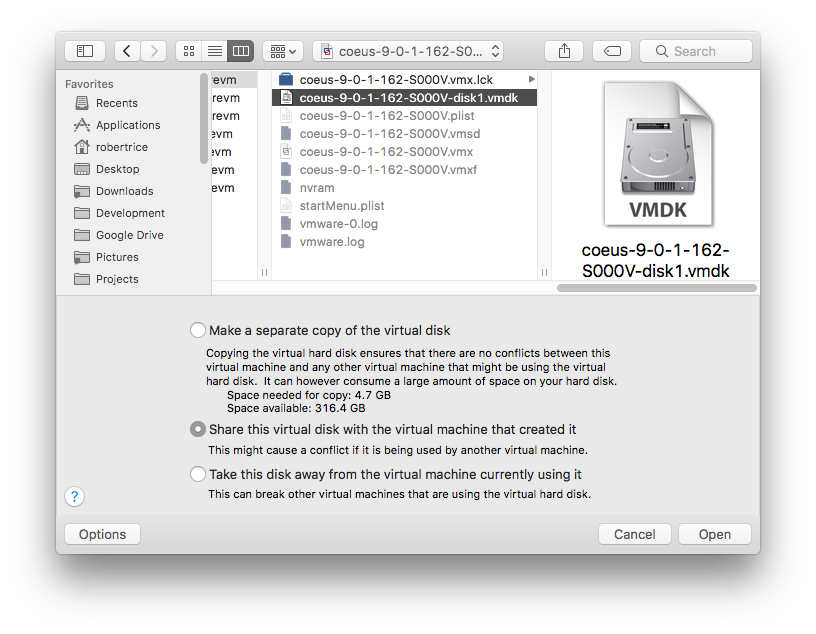 coeus-9-0-1-162-S0...
Search
Favorites
Recents
Applications
robertrice
Desktop
Downloads
Development
Google Drive
Pictures
Projects
revm
revm
revm
evm
evm
evm
evm
coeus-9-0-1-162-S000V.vmx.lck
coeus-9-0-1-162-S000V-disk1.vmdk
coeus-9-0-1-162-S000V.plist
coeus-9-0-1-162-S000V.vmsd
coeus-9-0-1-162-S000V.vmx
coeus-9-0-1-162-S000V.vmxf
nvram
startMenu.plist
vmware-0.log
vmware.log
VMDK
coeus-9-0-1-162-
S000V-disk1.vmdk
Make a separate copy of the virtual disk
Copying the virtual hard disk ensures that there are no conflicts between this
virtual machine and any other virtual machine that might be using the virtual
hard disk.  It can however consume a large amount of space on your hard disk.
Space needed for copy: 4.7 GB
Space available: 316.4 GB
Share this virtual disk with the virtual machine that created it
This might cause a conflict if it is being used by another virtual machine.
Take this disk away from the virtual machine currently using it
This can break other virtual machines that are using the virtual hard disk.
?
Options
Cancel
Open